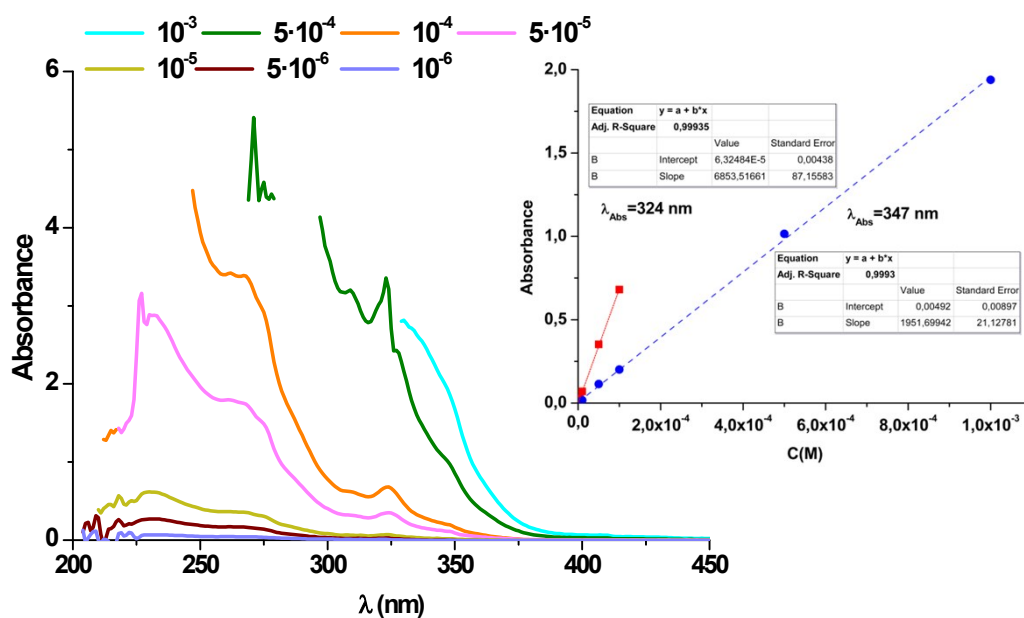 10⁻³ 5·10⁻⁴ 10⁻⁴ 5·10⁻⁵
10⁻⁵ 5·10⁻⁶ 10⁻⁶
6
4
2
0
Absorbance
200 250 300 350 400 450
λ (nm)
2,0
1,5
1,0
0,5
0,0
Absorbance
Equation y = a + b*x
Adj. R-Square 0,99935
Value Standard Error
B Intercept 6,32484E-5 0,00438
B Slope 6853,51661 87,15583
λAbs=324 nm
λAbs=347 nm
Equation y = a + b*x
Adj. R-Square 0,9993
Value Standard Error
B Intercept 0,00492 0,00897
B Slope 1951,69942 21,12781
0,0 2,0x10⁻⁴ 4,0x10⁻⁴ 6,0x10⁻⁴ 8,0x10⁻⁴ 1,0x10⁻³
C(M)